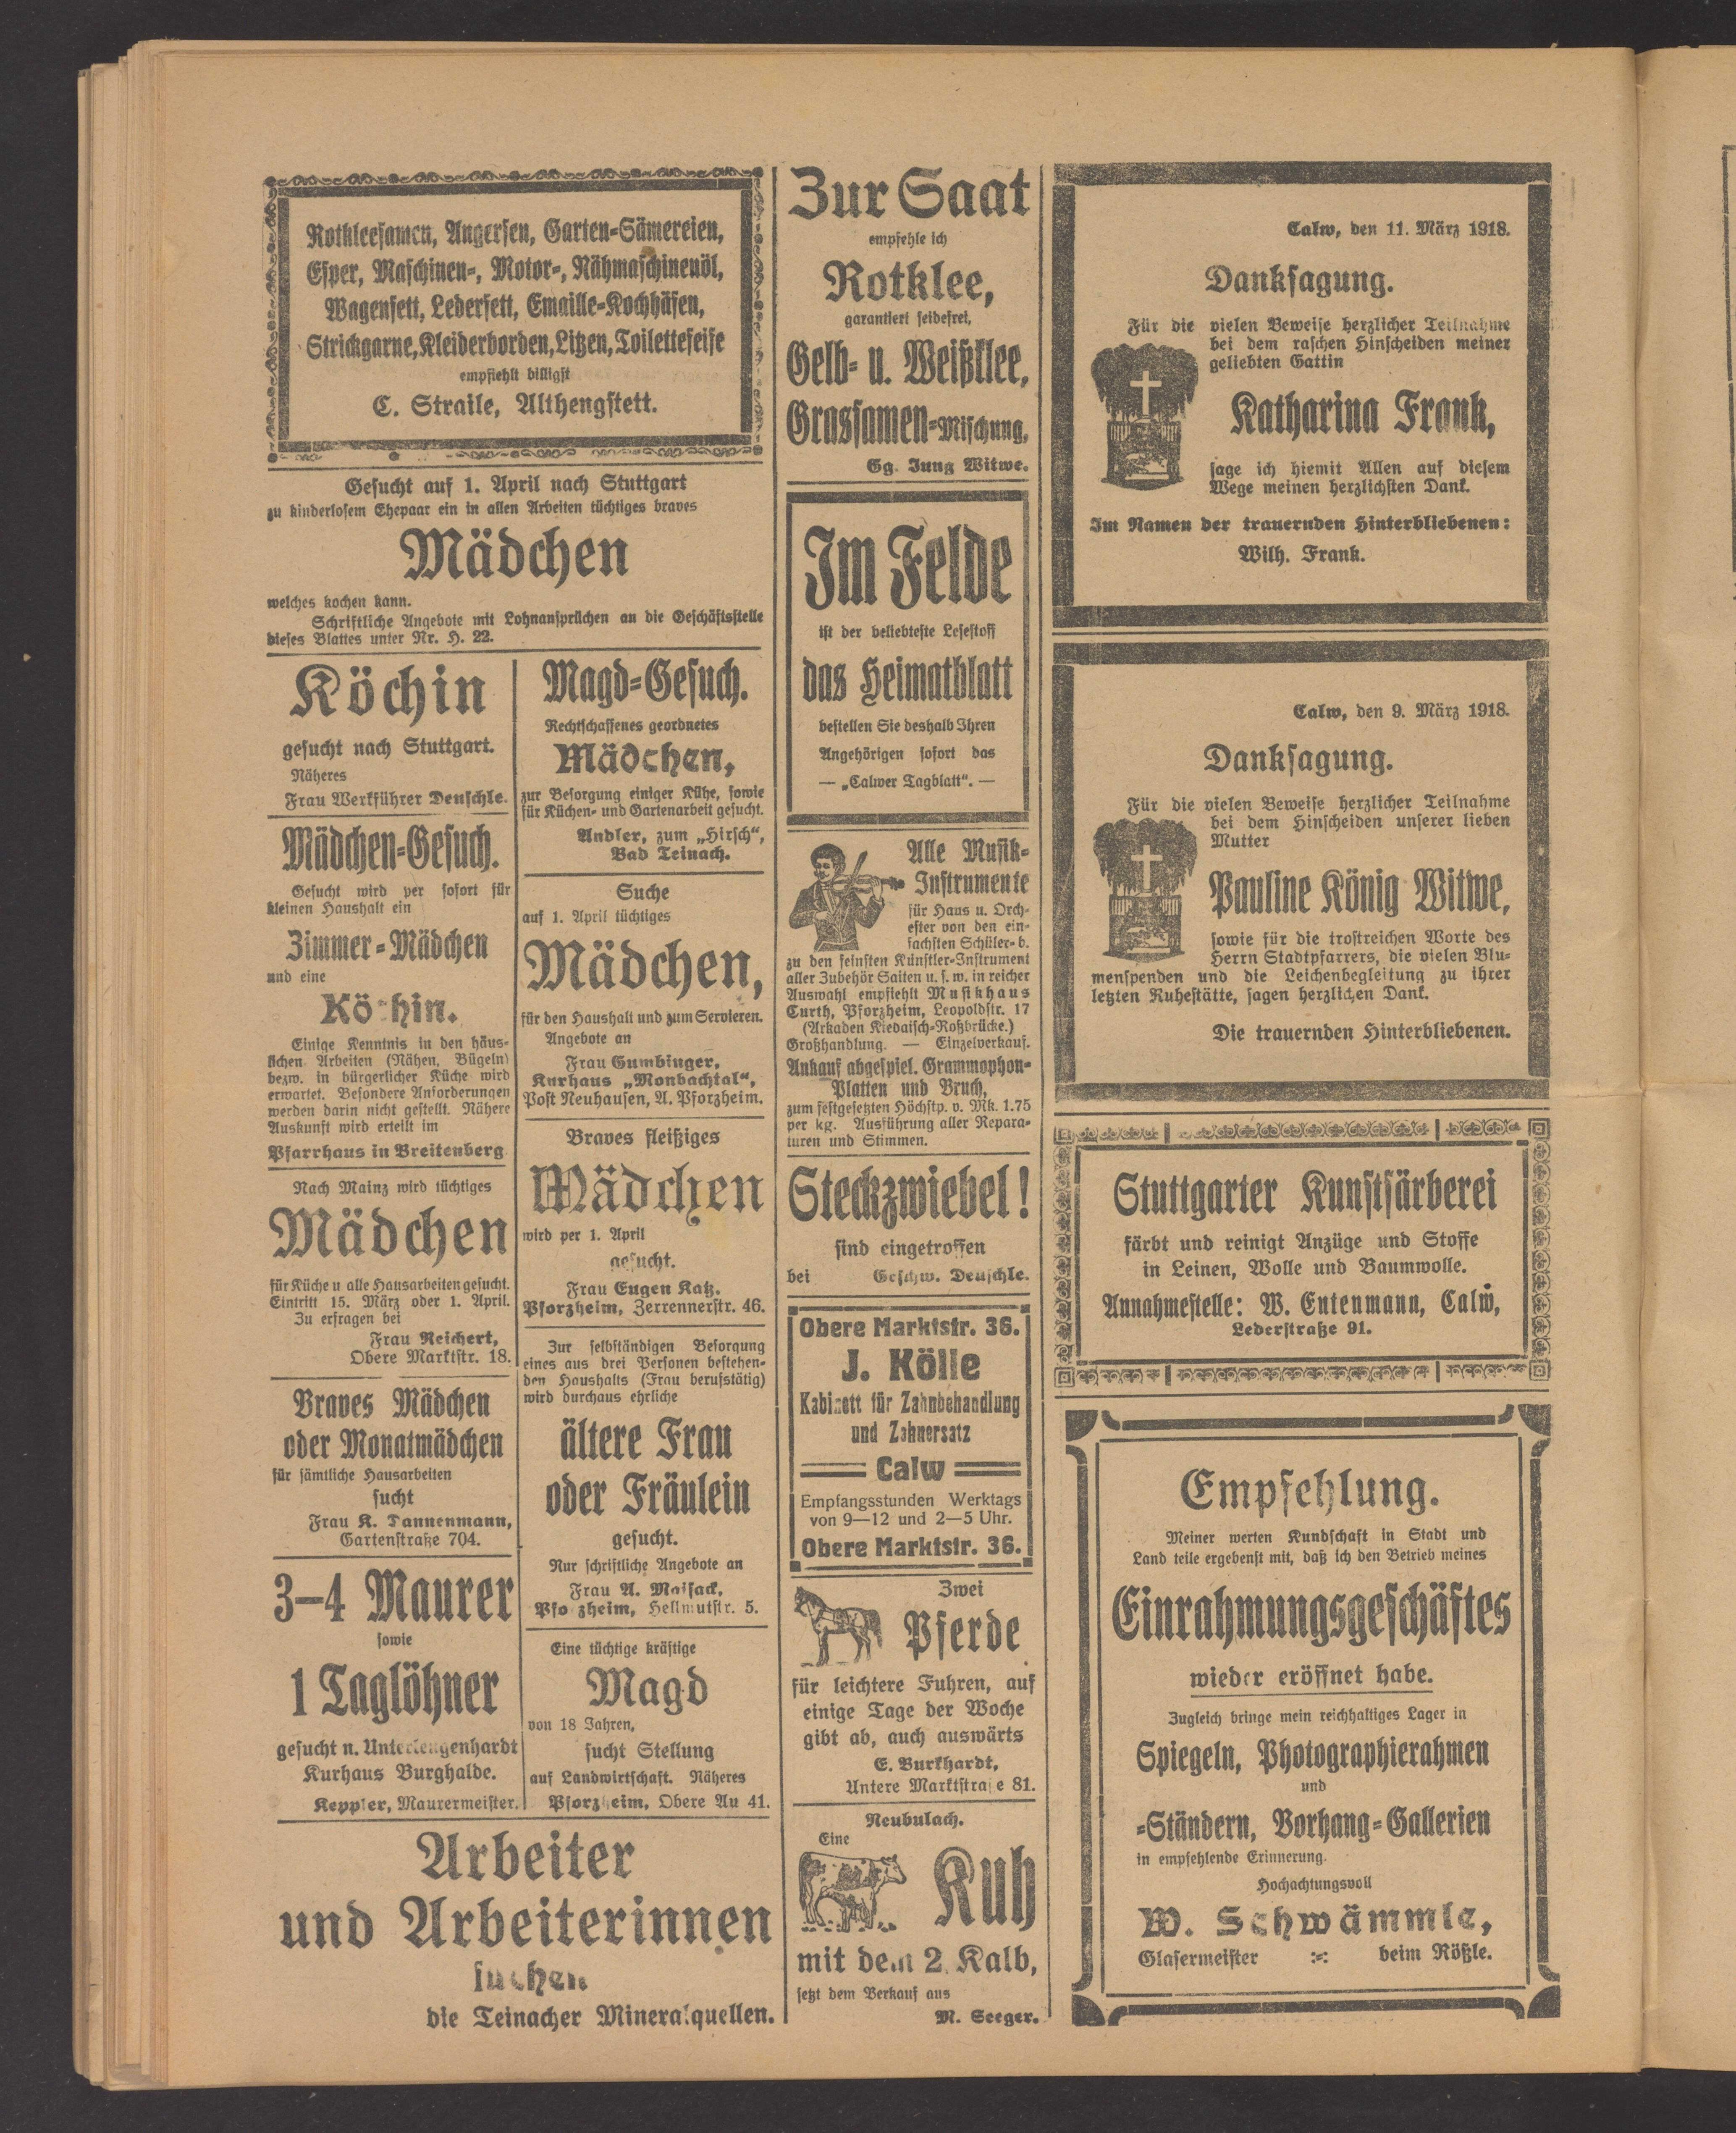 Rotkleesamen, Angersen, Garten-Sämereien,
Esper, Maschinen-, Motor-, Nähmaschinenöl,
Wagenfett, Lederfett, Emaille-Kochhäfen,
Strickgarne, Kleiderborden, Litzen, Toiletteseife
empfiehlt billigst
C. Straile, Althengstett.
Gesucht auf 1. April nach Stuttgart
zu kinderlosem Ehepaar ein in allen Arbeiten tüchtiges braves
Mädchen
welches kochen kann.
Schriftliche Angebote mit Lohnansprüchen an die Geschäftsstelle
dieses Blattes unter Nr. H. 22.
Köchin
gesucht nach Stuttgart.
Näheres
Frau Werkführer Deuschle.
Mädchen-Gesuch.
Gesucht wird per sofort für
kleinen Haushalt ein
Zimmer-Mädchen
und eine
Köchin.
Einige Kenntnis in den häus-
lichen Arbeiten (Nähen, Bügeln)
bezw. in bürgerlicher Küche wird
erwartet. Besondere Anforderungen
werden darin nicht gestellt. Nähere
Auskunft wird erteilt im
Pfarrhaus in Breitenberg
Nach Mainz wird tüchtiges
Mädchen
für Küche u alle Hausarbeiten gesucht.
Eintritt 15. März oder 1. April.
Zu erfragen bei
Frau Reichert,
Obere Marktstr. 18.
Braves Mädchen
oder Monatmädchen
für sämtliche Hausarbeiten
sucht
Frau K. Tannenmann,
Gartenstraße 704.
3—4 Maurer
sowie
1 Taglöhner
gesucht n. Unterlengenhardt
Kurhaus Burghalde.
Keppler, Maurermeister.
Magd-Gesuch.
Rechtschaffenes geordnetes
Mädchen,
zur Besorgung einiger Kühe, sowie
für Küchen- und Gartenarbeit gesucht.
Andler, zum „Hirsch“,
Bad Teinach.
Suche
auf 1. April tüchtiges
Mädchen,
für den Haushalt und zum Servieren.
Angebote an
Frau Gumbinger,
Kurhaus „Monbachtal“,
Post Neuhausen, A. Pforzheim.
Braves fleißiges
Mädchen
wird per 1. April
gesucht.
Frau Eugen Katz.
Pforzheim, Zerrennerstr. 46.
Zur selbständigen Besorgung
eines aus drei Personen bestehen-
den Haushalts (Frau berufstätig)
wird durchaus ehrliche
ältere Frau
oder Fräulein
gesucht.
Nur schriftliche Angebote an
Frau A. Maisack,
Pforzheim, Hellmutstr. 5.
Eine tüchtige kräftige
Magd
von 18 Jahren,
sucht Stellung
auf Landwirtschaft. Näheres
Pforzheim, Obere Au 41.
Arbeiter
und Arbeiterinnen
suchen
die Teinacher Mineralquellen.
Zur Saat
empfehle ich
Rotklee,
garantiert seidefrei,
Gelb- u. Weißklee,
Grassamen-Mischung,
Gg. Jung Witwe.
Im Felde
ist der beliebteste Lesestoff
das Heimatblatt
bestellen Sie deshalb Ihren
Angehörigen sofort das
— „Calwer Tagblatt“. —
Alle Musik-
Instrumente
für Haus u. Orch-
ester von den ein-
fachsten Schüler- b.
zu den feinsten Künstler-Instrument
aller Zubehör Saiten u. s. w. in reicher
Auswahl empfiehlt Musikhaus
Curth, Pforzheim, Leopoldstr. 17
(Arkaden Kiedaisch-Roßbrücke.)
Großhandlung. — Einzelverkauf.
Ankauf abgespiel. Grammophon-
Platten und Bruch,
zum festgesetzten Höchstp. v. Mk. 1.75
per kg. Ausführung aller Repara-
turen und Stimmen.
Steckzwiebel!
sind eingetroffen
bei Geschw. Deuschle.
Obere Marktstr. 36.
J. Kölle
Kabinett für Zahnbehandlung
und Zahnersatz
Calw
Empfangsstunden Werktags
von 9—12 und 2—5 Uhr.
Obere Marktstr. 36.
Zwei
Pferde
für leichtere Fuhren, auf
einige Tage der Woche
gibt ab, auch auswärts
E. Burkhardt,
Untere Marktstraße 81.
Neubulach.
Eine
Kuh
mit dem 2. Kalb,
setzt dem Verkauf aus
M. Seeger.
Calw, den 11. März 1918.
Danksagung.
Für die vielen Beweise herzlicher Teilnahme
bei dem raschen Hinscheiden meiner
geliebten Gattin
Katharina Frank,
sage ich hiemit Allen auf diesem
Wege meinen herzlichsten Dank.
Im Namen der trauernden Hinterbliebenen:
Wilh. Frank.
Calw, den 9. März 1918.
Danksagung.
Für die vielen Beweise herzlicher Teilnahme
bei dem Hinscheiden unserer lieben
Mutter
Pauline König Witwe,
sowie für die trostreichen Worte des
Herrn Stadtpfarrers, die vielen Blu-
menspenden und die Leichenbegleitung zu ihrer
letzten Ruhestätte, sagen herzlichen Dank.
Die trauernden Hinterbliebenen.
Stuttgarter Kunstfärberei
färbt und reinigt Anzüge und Stoffe
in Leinen, Wolle und Baumwolle.
Annahmestelle: W. Entenmann, Calw,
Lederstraße 91.
Empfehlung.
Meiner werten Kundschaft in Stadt und
Land teile ergebenst mit, daß ich den Betrieb meines
Einrahmungsgeschäftes
wieder eröffnet habe.
Zugleich bringe mein reichhaltiges Lager in
Spiegeln, Photographierahmen
und
-Ständern, Vorhang-Gallerien
in empfehlende Erinnerung.
Hochachtungsvoll
W. Schwämmle,
Glasermeister :-: beim Rößle.